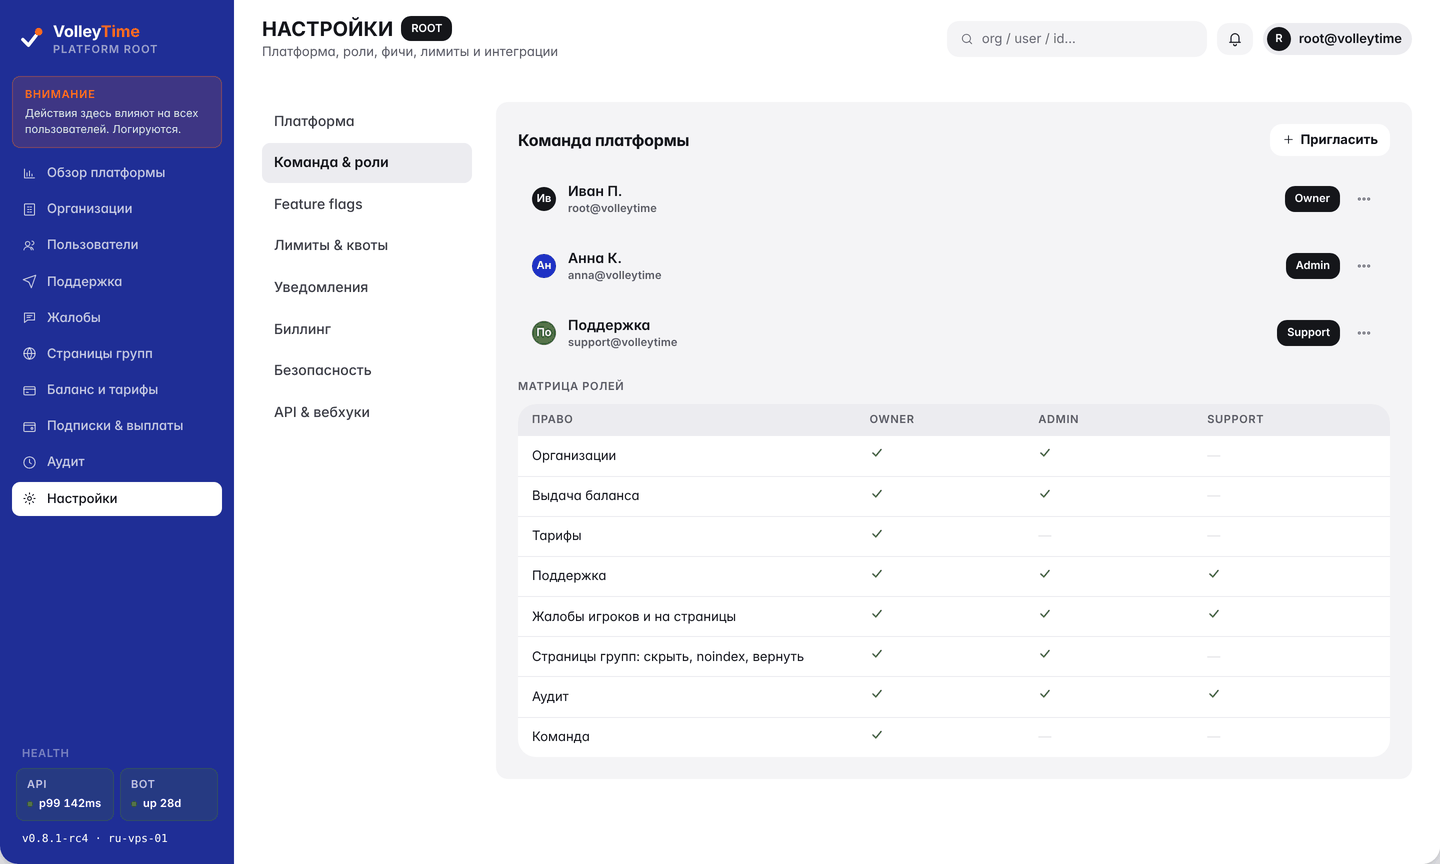 VolleyTime
PLATFORM ROOT
ВНИМАНИЕ
Действия здесь влияют на всех
пользователей. Логируются.
Обзор платформы
Организации
Пользователи
Поддержка
Жалобы
Страницы групп
Баланс и тарифы
Подписки & выплаты
Аудит
Настройки
HEALTH
API
p99 142ms
BOT
up 28d
v0.8.1-rc4 · ru-vps-01
НАСТРОЙКИ ROOT
Платформа, роли, фичи, лимиты и интеграции
org / user / id...
R root@volleytime
Платформа
Команда & роли
Feature flags
Лимиты & квоты
Уведомления
Биллинг
Безопасность
API & вебхуки
Команда платформы
+ Пригласить
Ив Иван П. Owner
root@volleytime
Ан Анна К. Admin
anna@volleytime
По Поддержка Support
support@volleytime
МАТРИЦА РОЛЕЙ
ПРАВО OWNER ADMIN SUPPORT
Организации ✓ ✓ —
Выдача баланса ✓ ✓ —
Тарифы ✓ — —
Поддержка ✓ ✓ ✓
Жалобы игроков и на страницы ✓ ✓ ✓
Страницы групп: скрыть, noindex, вернуть ✓ ✓ —
Аудит ✓ ✓ ✓
Команда ✓ — —